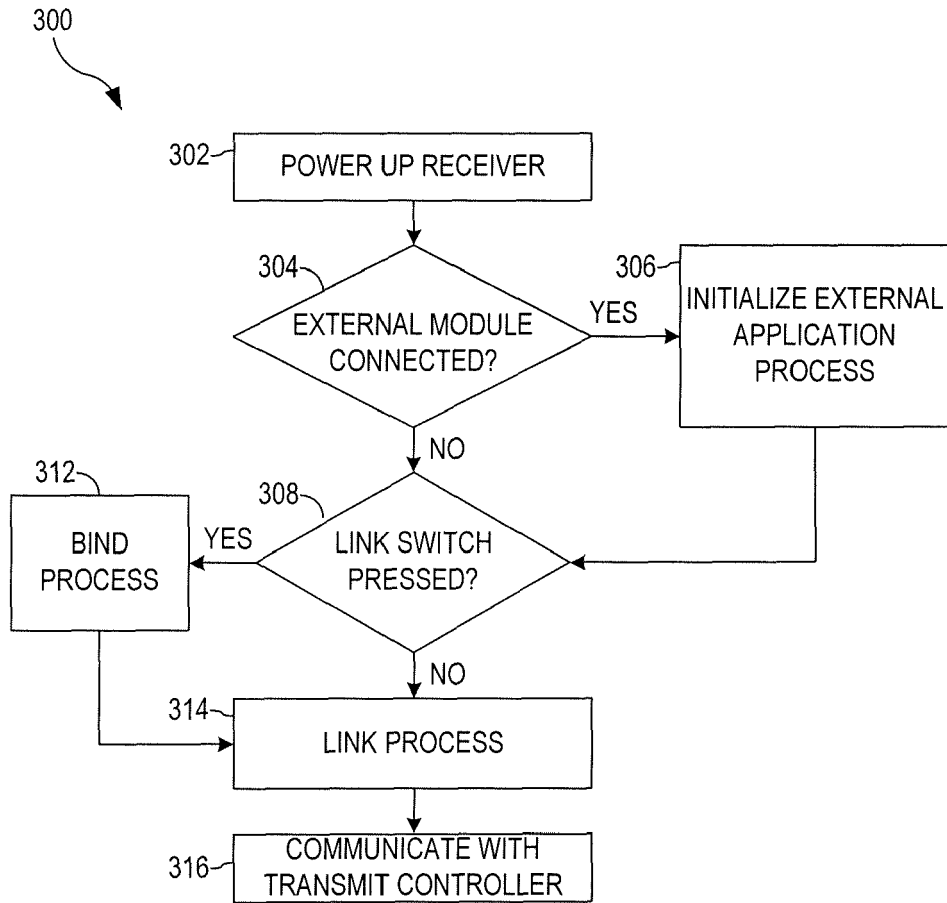 300
302
POWER UP RECEIVER
304
EXTERNAL MODULE
CONNECTED?
YES
306
INITIALIZE EXTERNAL
APPLICATION
PROCESS
NO
308
LINK SWITCH
PRESSED?
YES
312
BIND
PROCESS
NO
314
LINK PROCESS
316
COMMUNICATE WITH
TRANSMIT CONTROLLER